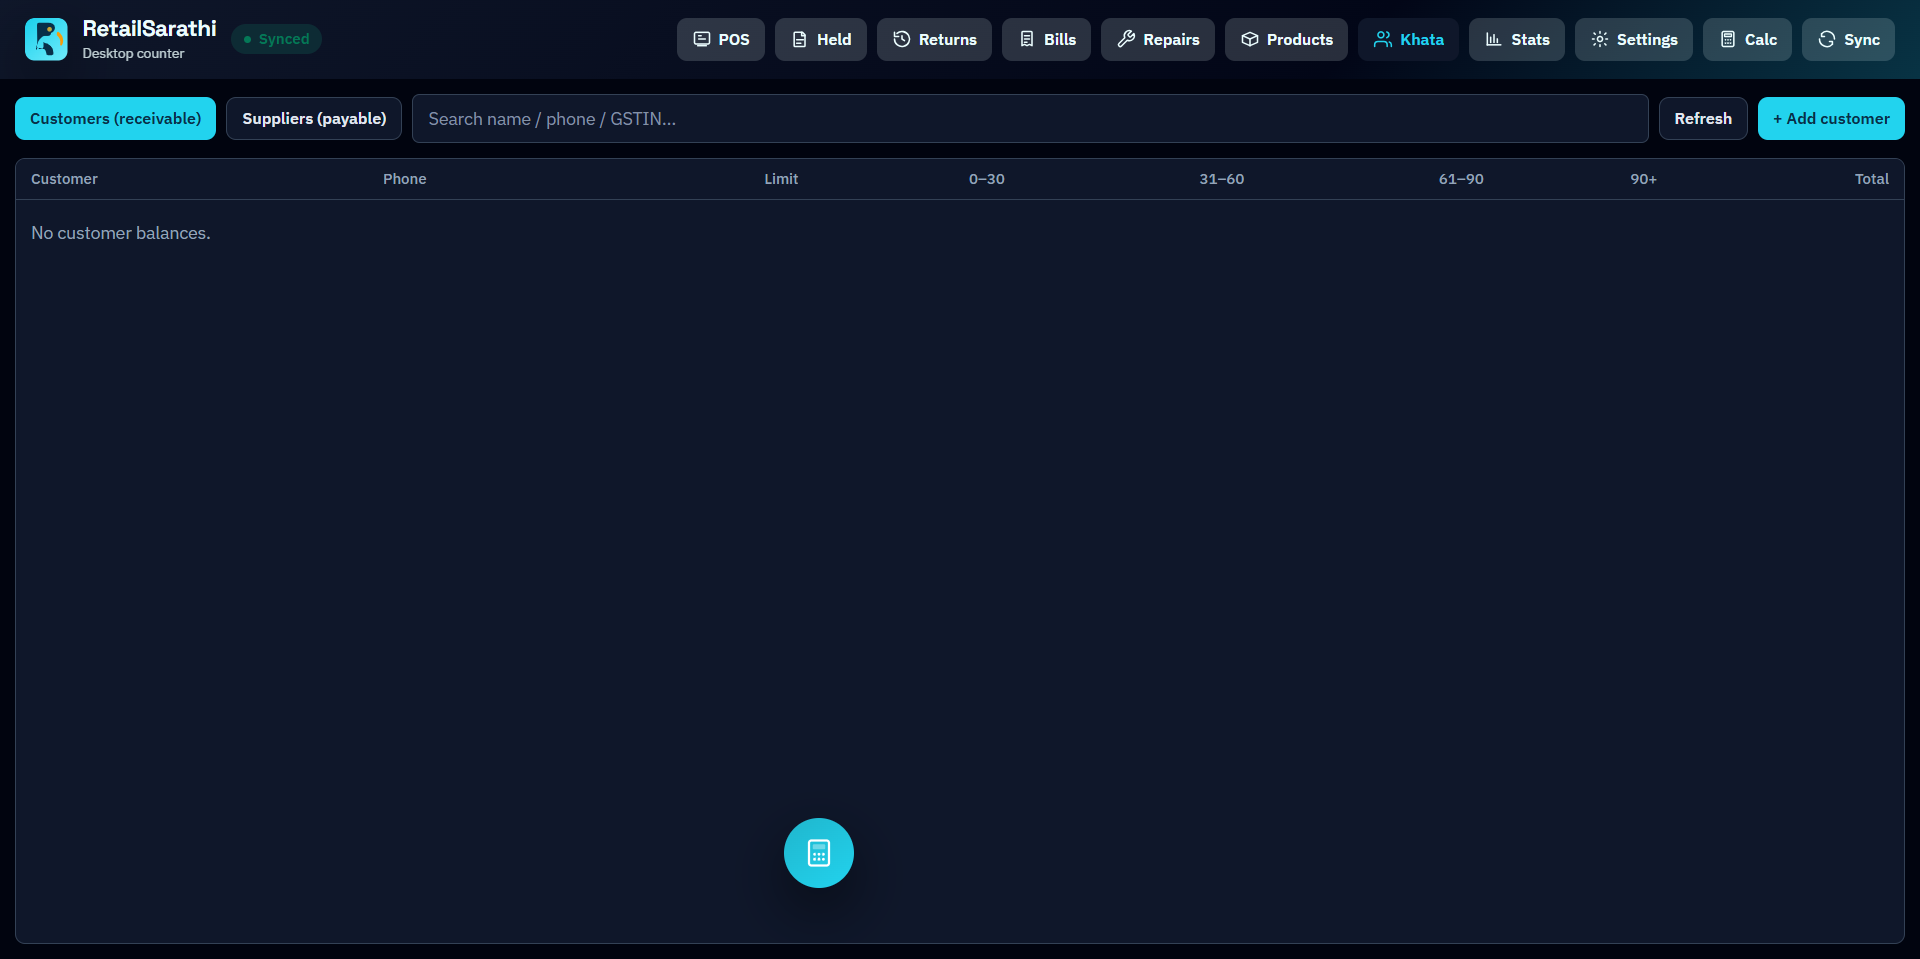 RetailSarathi
Desktop counter
Synced
POS
Held
Returns
Bills
Repairs
Products
Khata
Stats
Settings
Calc
Sync
Customers (receivable)
Suppliers (payable)
Search name / phone / GSTIN...
Refresh
+ Add customer
Customer Phone Limit 0–30 31–60 61–90 90+ Total
No customer balances.